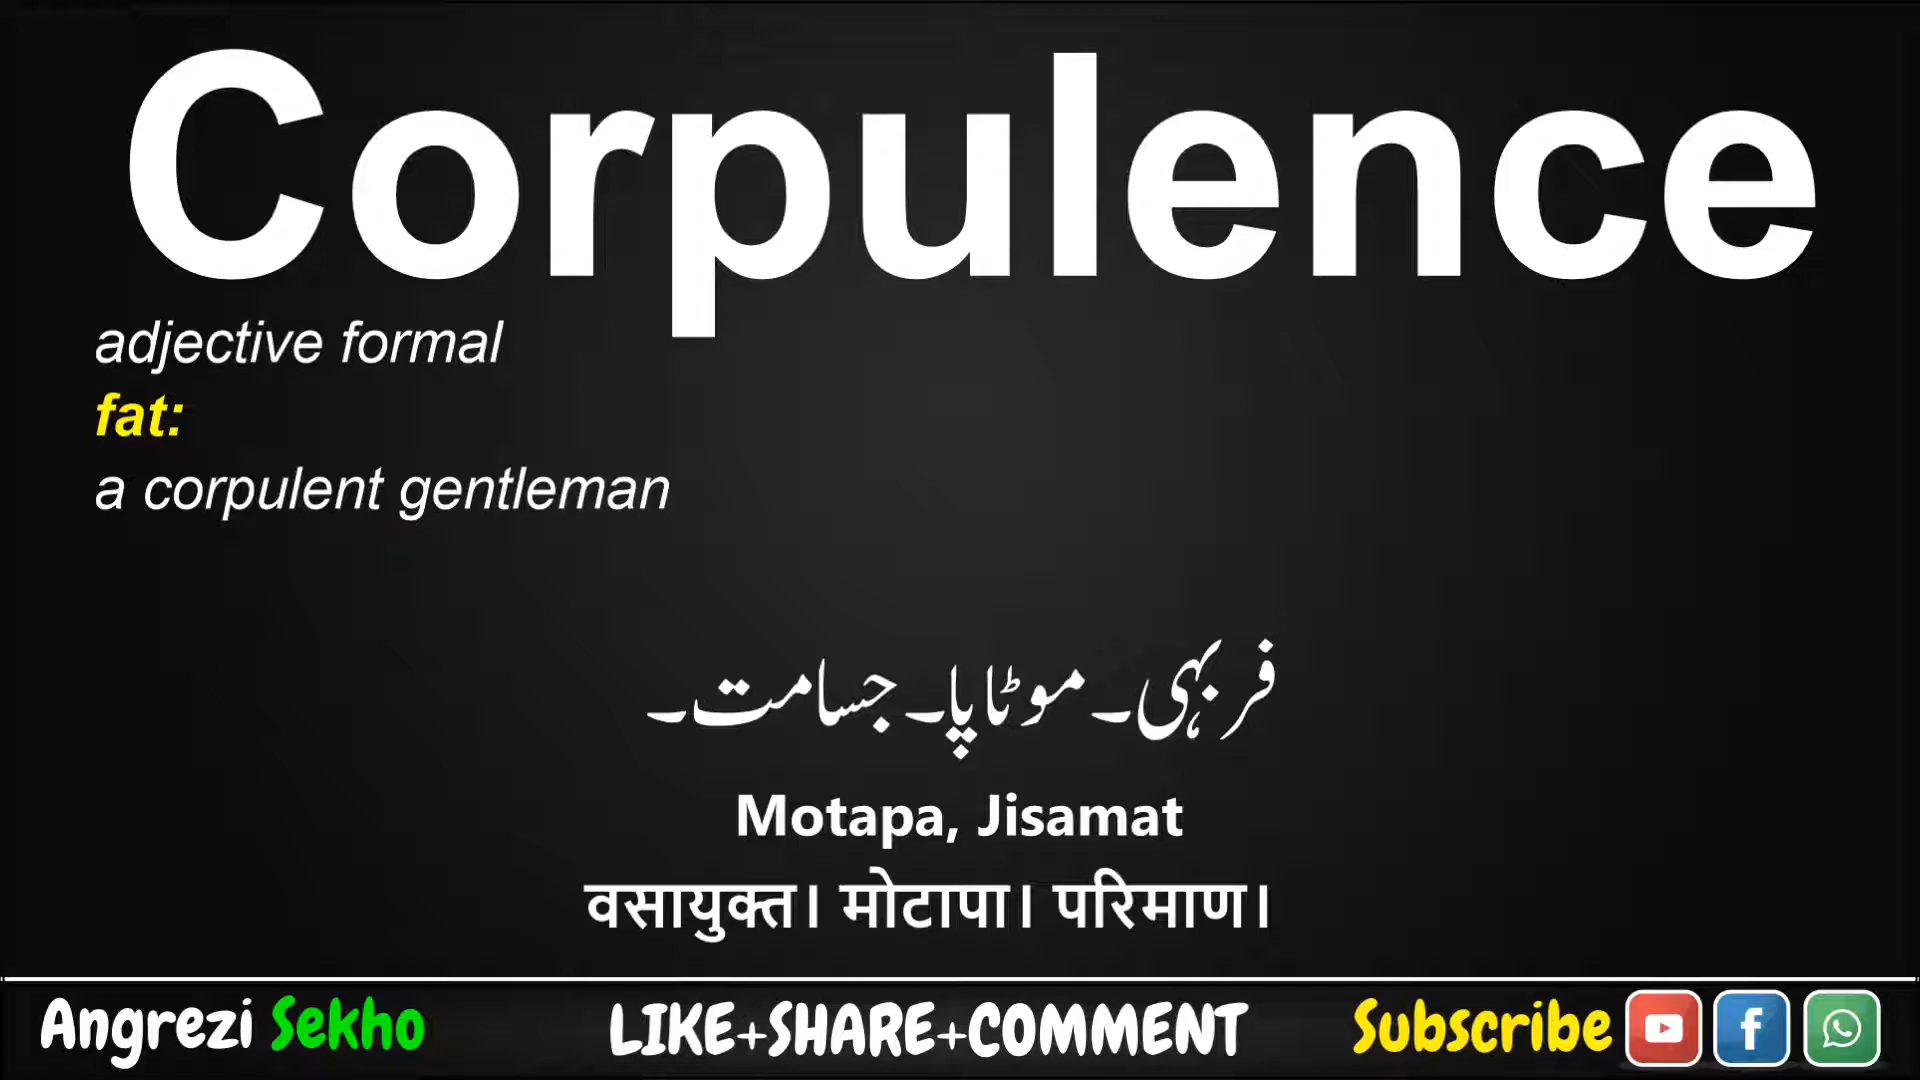 Corpulence
adjective formal
fat:
a corpulent gentleman
فربہی۔ موٹاپا۔ جسامت۔
Motapa, Jisamat
वसायुक्त। मोटापा। परिमाण।
Angrezi Sekho LIKE+SHARE+COMMENT Subscribe